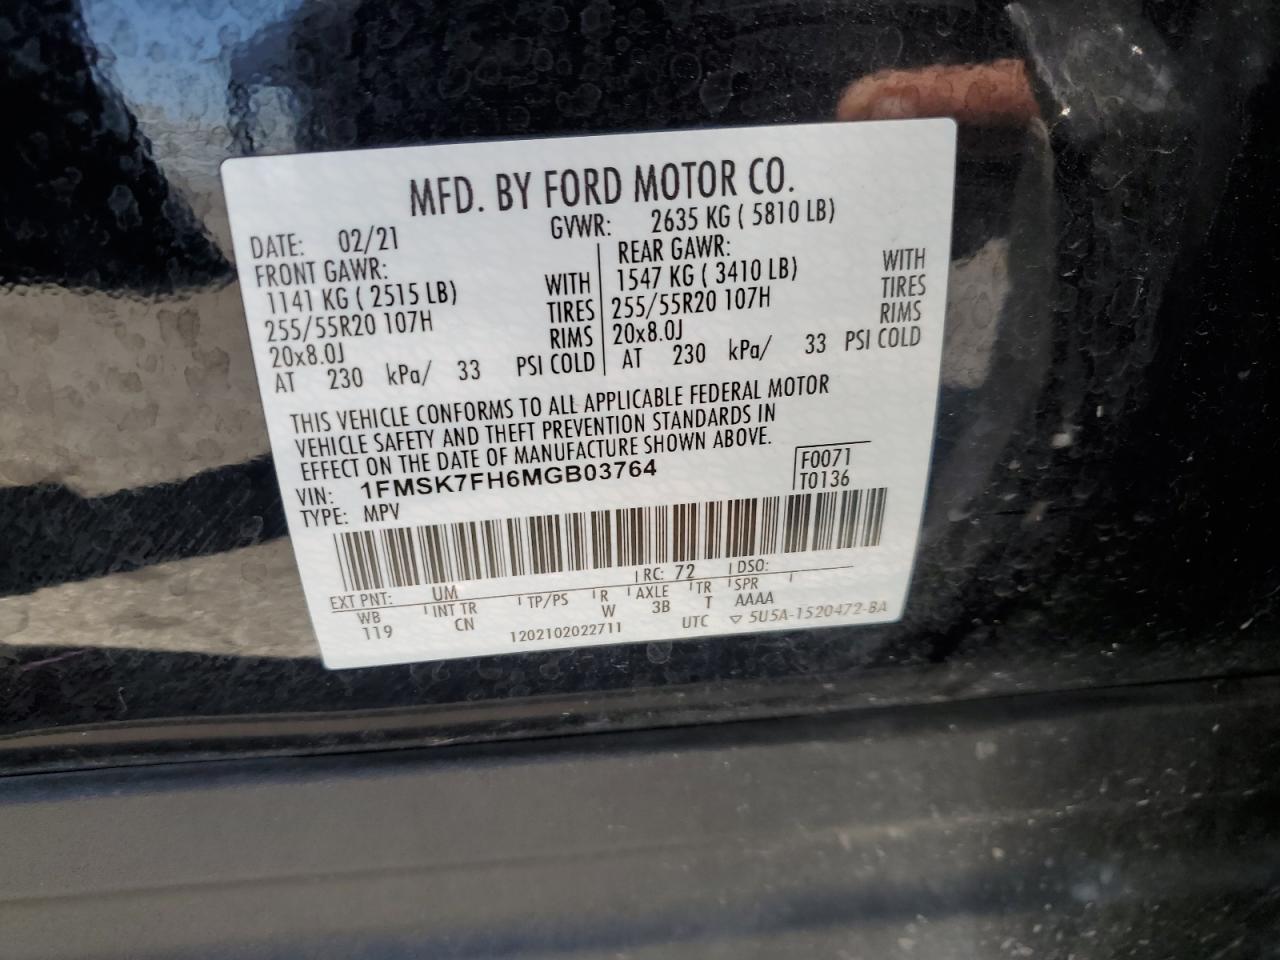 MFD. BY FORD MOTOR CO.
DATE: 02/21 GVWR: 2635 KG ( 5810 LB)
FRONT GAWR: REAR GAWR:
1141 KG ( 2515 LB) WITH 1547 KG ( 3410 LB) WITH
255/55R20 107H TIRES 255/55R20 107H TIRES
20x8.0J RIMS 20x8.0J RIMS
AT 230 kPa/ 33 PSI COLD AT 230 kPa/ 33 PSI COLD
THIS VEHICLE CONFORMS TO ALL APPLICABLE FEDERAL MOTOR
VEHICLE SAFETY AND THEFT PREVENTION STANDARDS IN
EFFECT ON THE DATE OF MANUFACTURE SHOWN ABOVE.
VIN: 1FMSK7FH6MGB03764 F0071
TYPE: MPV T0136
EXT PNT: UM RC: 72 DSO:
WB INT TR TP/PS R AXLE TR SPR
119 CN W 3B T AAAA
1202102022711 UTC ▽ 5U5A-1520472-BA